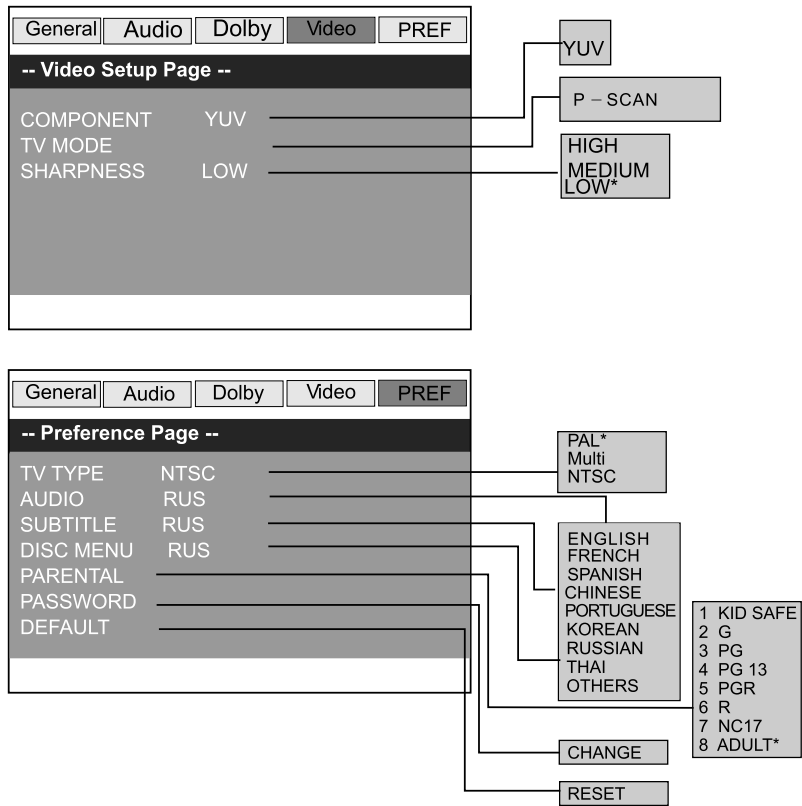 General Audio Dolby Video PREF
-- Video Setup Page --
COMPONENT YUV
TV MODE
SHARPNESS LOW
YUV
P – SCAN
HIGH
MEDIUM
LOW*
General Audio Dolby Video PREF
-- Preference Page --
TV TYPE NTSC
AUDIO RUS
SUBTITLE RUS
DISC MENU RUS
PARENTAL
PASSWORD
DEFAULT
PAL*
Multi
NTSC
ENGLISH
FRENCH
SPANISH
CHINESE
PORTUGUESE
KOREAN
RUSSIAN
THAI
OTHERS
1 KID SAFE
2 G
3 PG
4 PG 13
5 PGR
6 R
7 NC17
8 ADULT*
CHANGE
RESET